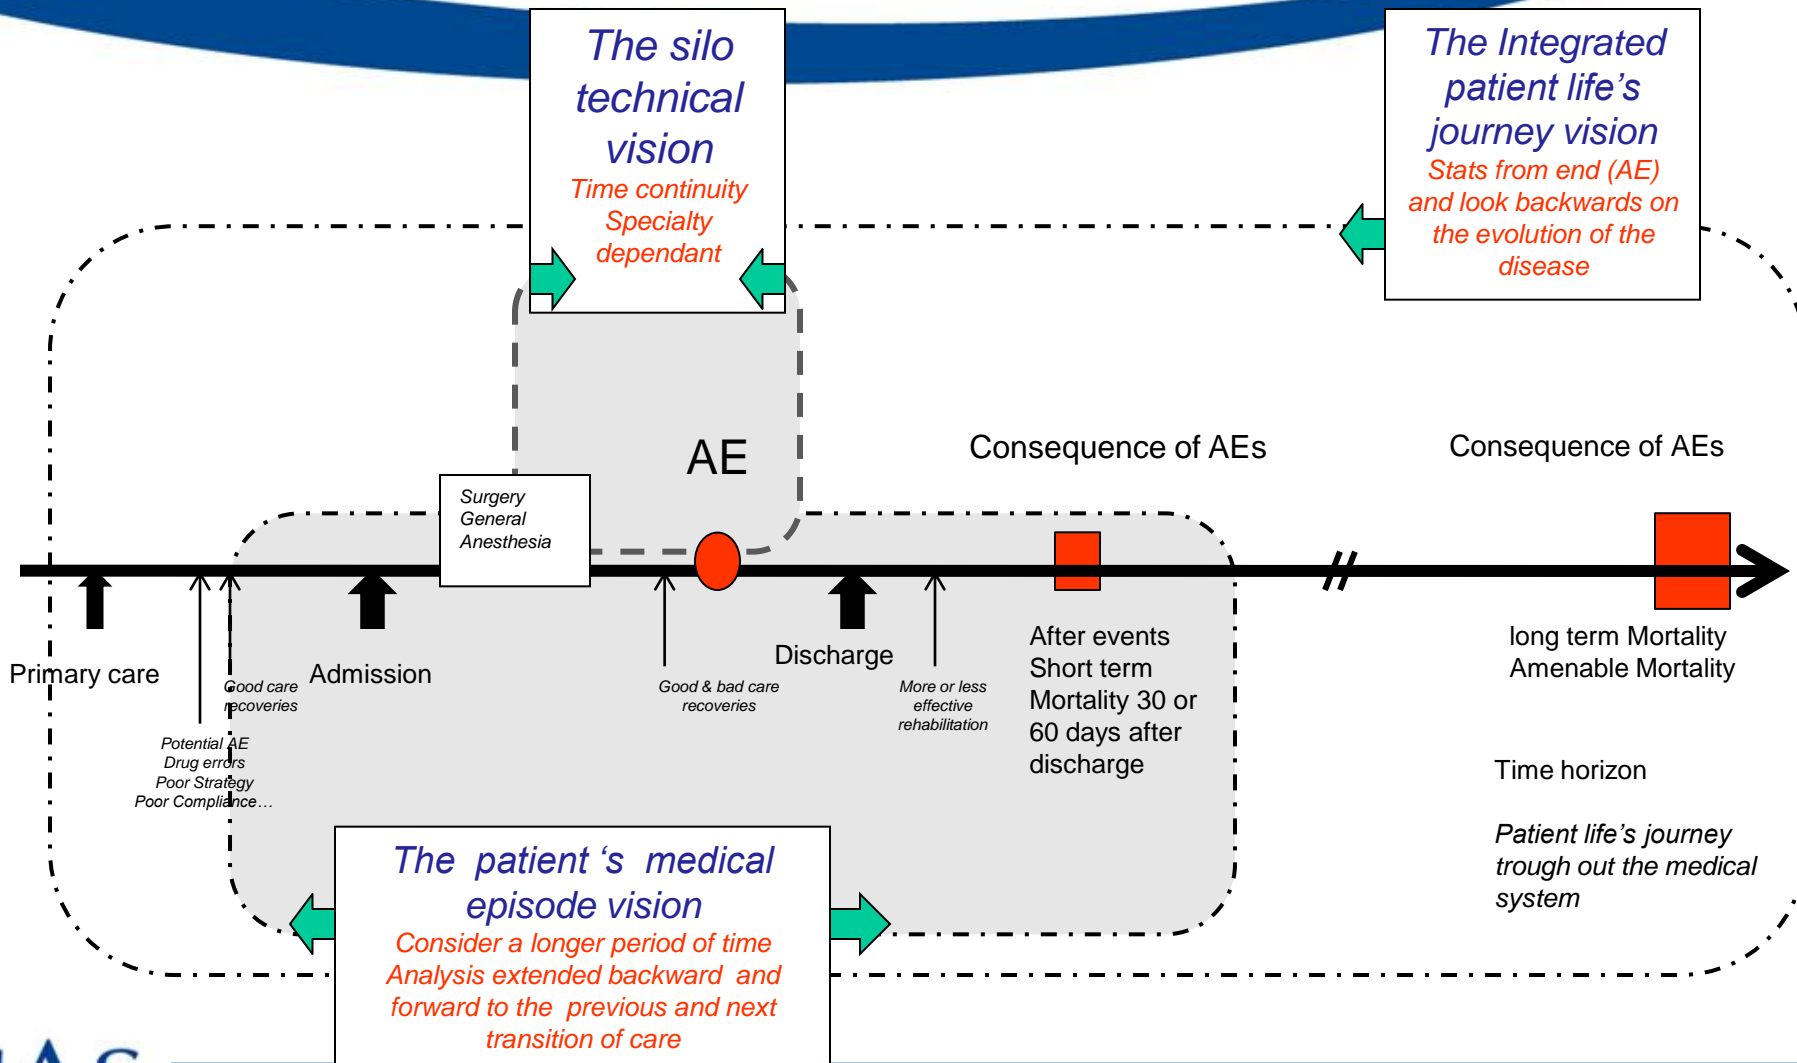 The silo
technical
vision
Time continuity
Specialty
dependant
The Integrated
patient life’s
journey vision
Stats from end (AE)
and look backwards on
the evolution of the
disease
AE
Consequence of AEs
Consequence of AEs
Surgery
General
Anesthesia
Primary care
Good care
recoveries
Potential AE
Drug errors
Poor Strategy
Poor Compliance…
Admission
Good & bad care
recoveries
Discharge
More or less
effective
rehabilitation
After events
Short term
Mortality 30 or
60 days after
discharge
long term Mortality
Amenable Mortality
Time horizon
Patient life’s journey
trough out the medical
system
The patient ‘s medical
episode vision
Consider a longer period of time
Analysis extended backward and
forward to the previous and next
transition of care